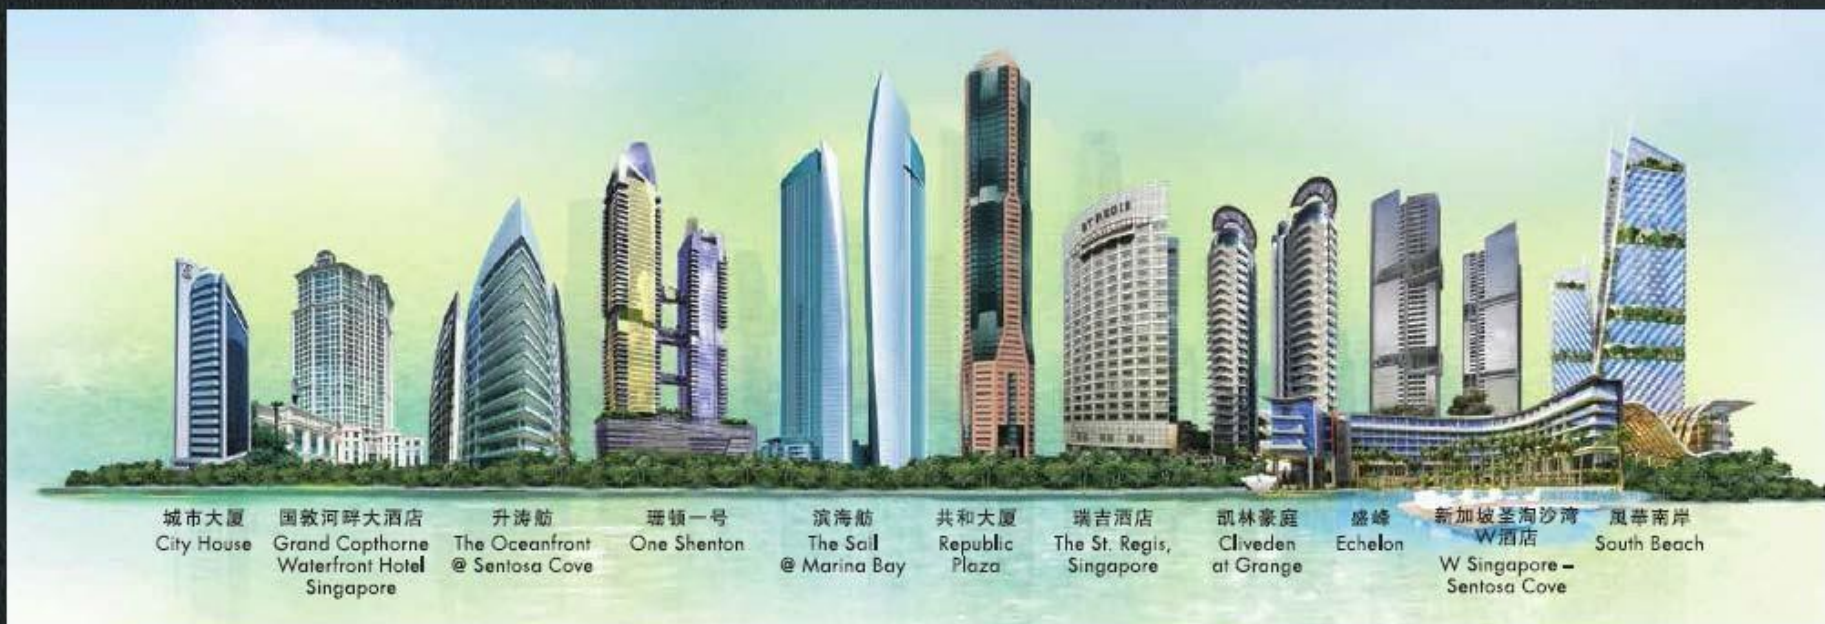 ST REGIS
城市大厦
City House
国敦河畔大酒店
Grand Copthorne
Waterfront Hotel
Singapore
升涛舫
The Oceanfront
@ Sentosa Cove
珊顿一号
One Shenton
滨海舫
The Sail
@ Marina Bay
共和大厦
Republic
Plaza
瑞吉酒店
The St. Regis,
Singapore
凯林豪庭
Cliveden
at Grange
盛峰
Echelon
新加坡圣淘沙湾
W酒店
W Singapore –
Sentosa Cove
風華南岸
South Beach